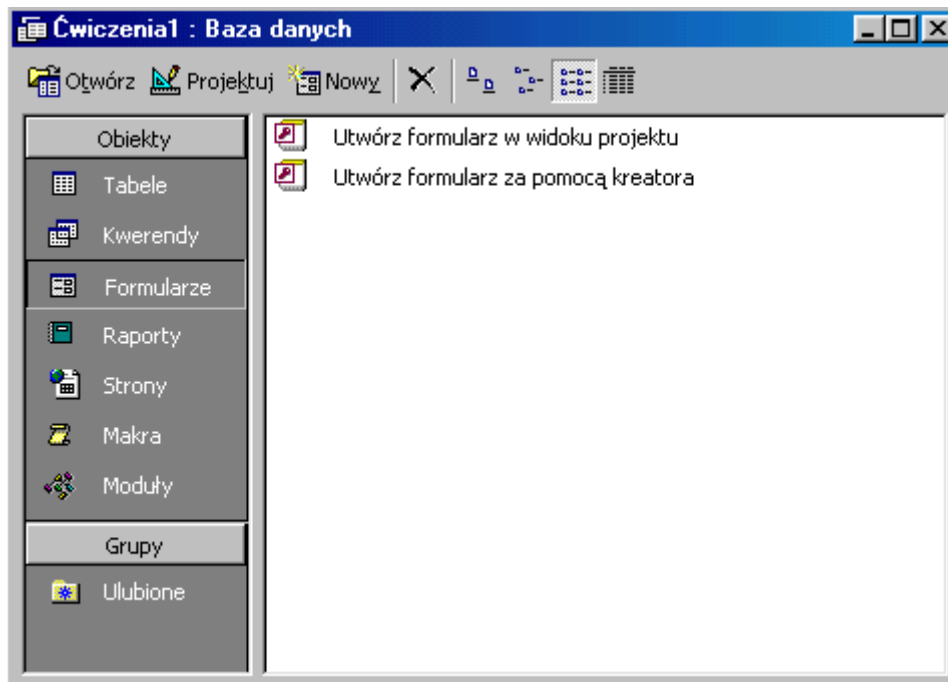 Ćwiczenia1 : Baza danych
Otwórz Projektuj Nowy
Obiekty
Tabele
Kwerendy
Formularze
Raporty
Strony
Makra
Moduły
Grupy
Ulubione
Utwórz formularz w widoku projektu
Utwórz formularz za pomocą kreatora